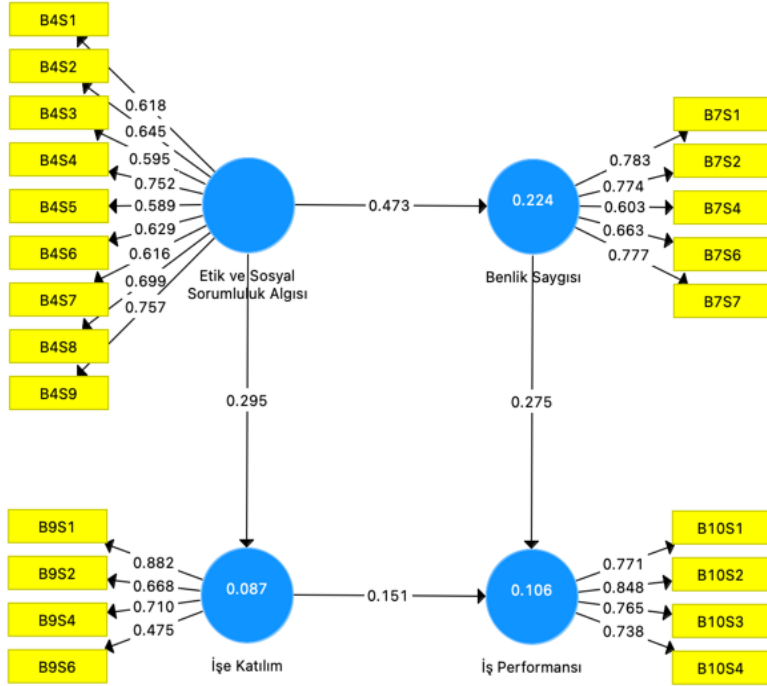 B4S1
B4S2
B4S3
B4S4
B4S5
B4S6
B4S7
B4S8
B4S9
0.618
0.645
0.595
0.752
0.589
0.629
0.616
0.699
0.757
Etik ve Sosyal
Sorumluluk Algısı
0.473
0.224
Benlik Saygısı
0.783
0.774
0.603
0.663
0.777
B7S1
B7S2
B7S4
B7S6
B7S7
0.295
0.275
B9S1
B9S2
B9S4
B9S6
0.882
0.668
0.710
0.475
0.087
İşe Katılım
0.151
0.106
İş Performansı
0.771
0.848
0.765
0.738
B10S1
B10S2
B10S3
B10S4